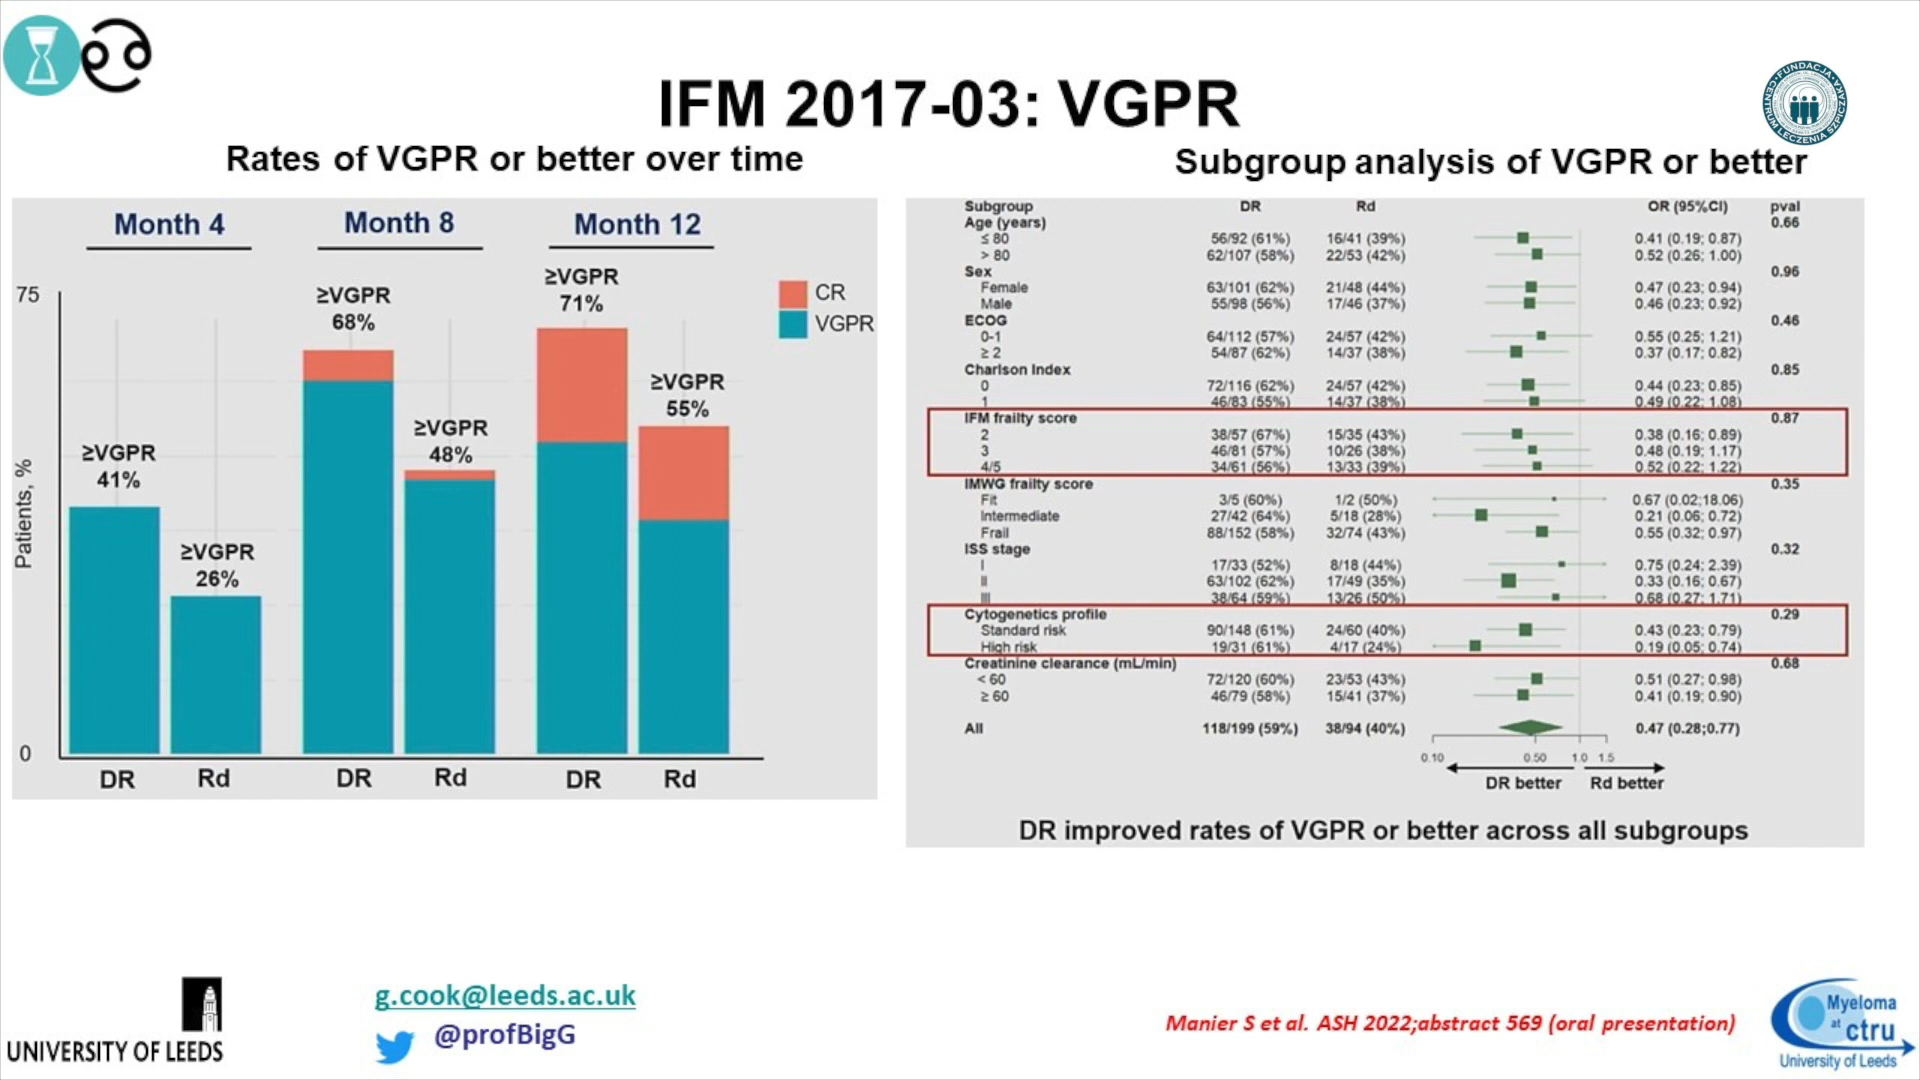 IFM 2017-03: VGPR
FUNDACJA
CENTRUM LECZENIA SZPICZAKA
Rates of VGPR or better over time
Month 4
Month 8
Month 12
75
≥VGPR
41%
≥VGPR
26%
≥VGPR
68%
≥VGPR
48%
≥VGPR
71%
≥VGPR
55%
CR
VGPR
Patients, %
0
DR
Rd
DR
Rd
DR
Rd
Subgroup analysis of VGPR or better
Subgroup DR Rd OR (95%CI) pval
Age (years) 0.66
≤ 80 56/92 (61%) 16/41 (39%) 0.41 (0.19; 0.87)
> 80 62/107 (58%) 22/53 (42%) 0.52 (0.26; 1.00)
Sex 0.96
Female 63/101 (62%) 21/48 (44%) 0.47 (0.23; 0.94)
Male 55/98 (56%) 17/46 (37%) 0.46 (0.23; 0.92)
ECOG 0.46
0-1 64/112 (57%) 24/57 (42%) 0.55 (0.25; 1.21)
≥ 2 54/87 (62%) 14/37 (38%) 0.37 (0.17; 0.82)
Charlson Index 0.85
0 72/116 (62%) 24/57 (42%) 0.44 (0.23; 0.85)
1 46/83 (55%) 14/37 (38%) 0.49 (0.22; 1.08)
IFM frailty score 0.87
2 38/57 (67%) 15/35 (43%) 0.38 (0.16; 0.89)
3 46/81 (57%) 10/26 (38%) 0.48 (0.19; 1.17)
4/5 34/61 (56%) 13/33 (39%) 0.52 (0.22; 1.22)
IMWG frailty score 0.35
Fit 3/5 (60%) 1/2 (50%) 0.67 (0.02;18.06)
Intermediate 27/42 (64%) 5/18 (28%) 0.21 (0.06; 0.72)
Frail 88/152 (58%) 32/74 (43%) 0.55 (0.32; 0.97)
ISS stage 0.32
I 17/33 (52%) 8/18 (44%) 0.75 (0.24; 2.39)
II 63/102 (62%) 17/49 (35%) 0.33 (0.16; 0.67)
III 38/64 (59%) 13/26 (50%) 0.68 (0.27; 1.71)
Cytogenetics profile 0.29
Standard risk 90/148 (61%) 24/60 (40%) 0.43 (0.23; 0.79)
High risk 19/31 (61%) 4/17 (24%) 0.19 (0.05; 0.74)
Creatinine clearance (mL/min) 0.68
< 60 72/120 (60%) 23/53 (43%) 0.51 (0.27; 0.98)
≥ 60 46/79 (58%) 15/41 (37%) 0.41 (0.19; 0.90)
All 118/199 (59%) 38/94 (40%) 0.47 (0.28;0.77)
0.10 0.50 1.0 1.5
DR better Rd better
DR improved rates of VGPR or better across all subgroups
UNIVERSITY OF LEEDS
g.cook@leeds.ac.uk
@profBigG
Manier S et al. ASH 2022;abstract 569 (oral presentation)
Myeloma
at ctru
University of Leeds